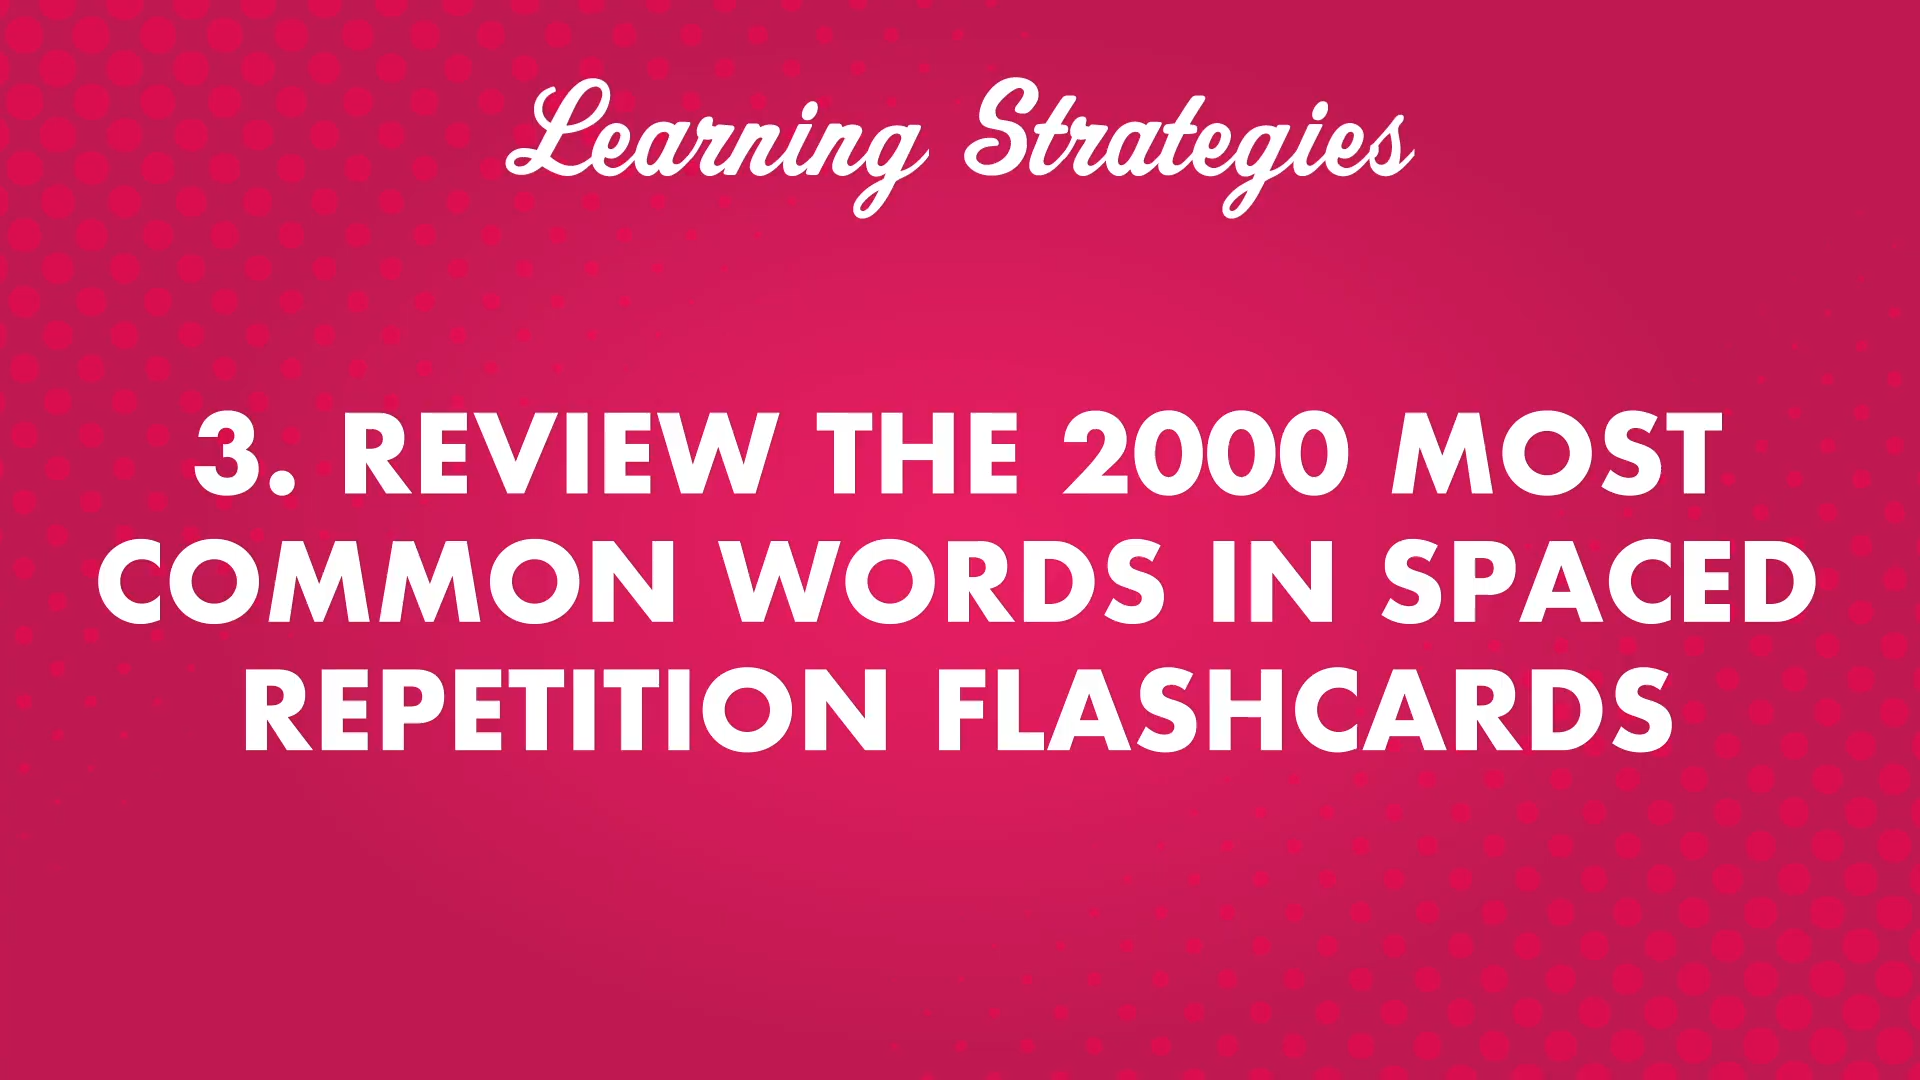 Learning Strategies
3. REVIEW THE 2000 MOST
COMMON WORDS IN SPACED
REPETITION FLASHCARDS